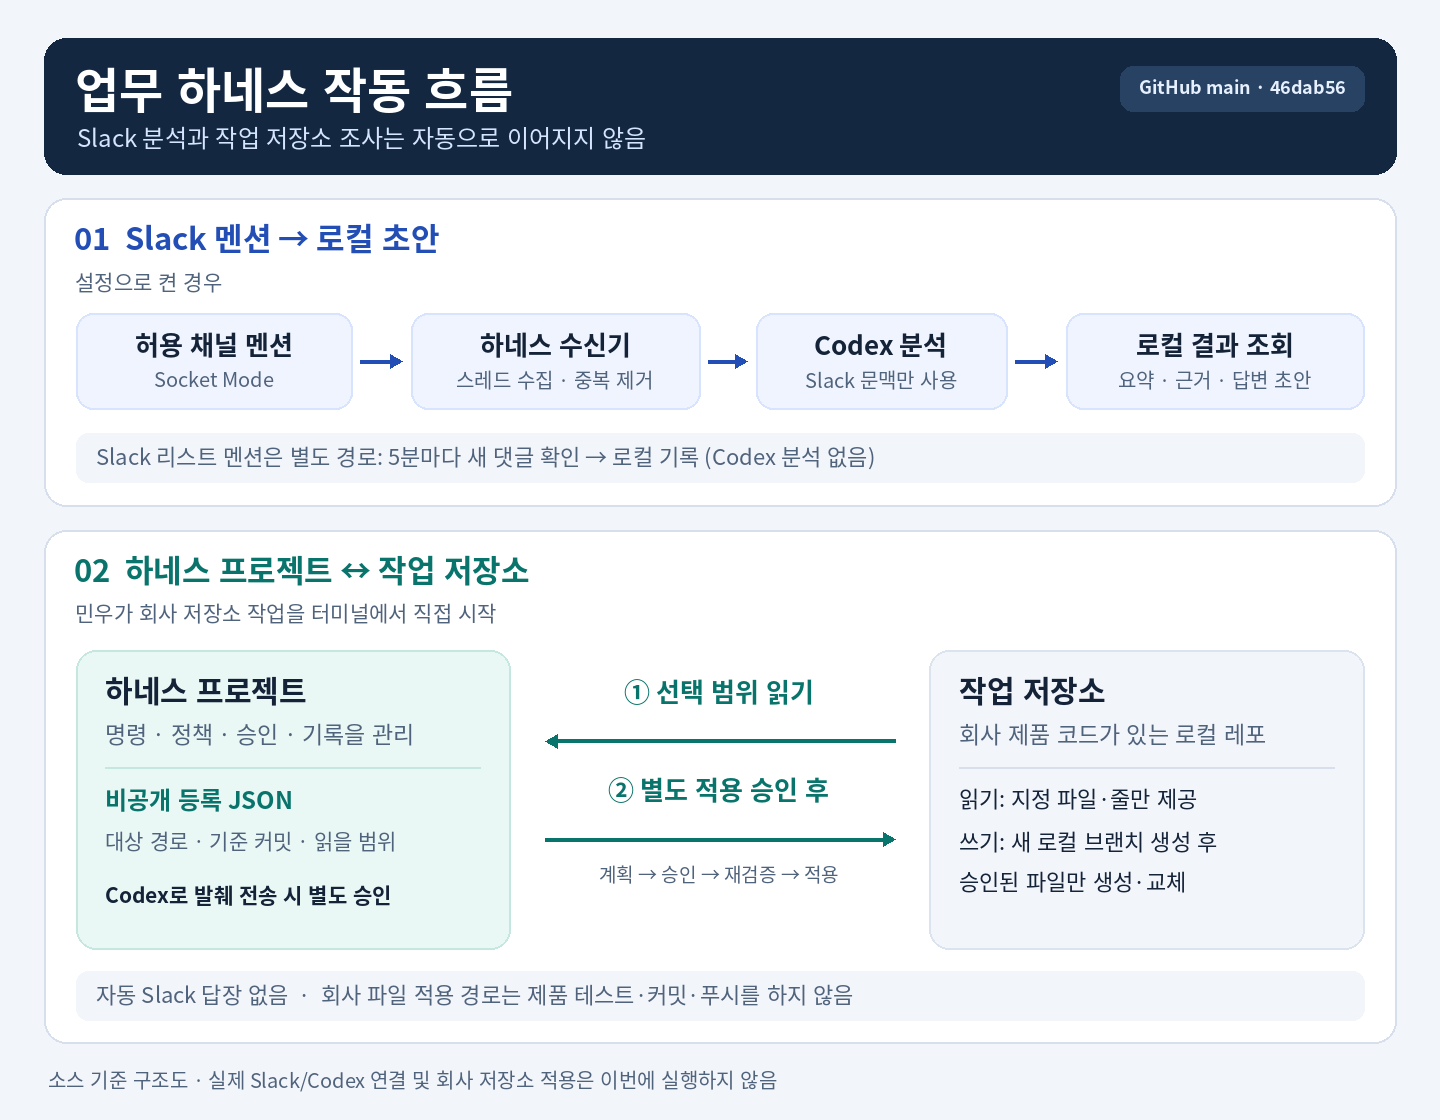 업무 하네스 작동 흐름
GitHub main · 46dab56
Slack 분석과 작업 저장소 조사는 자동으로 이어지지 않음
01 Slack 멘션 → 로컬 초안
설정으로 켠 경우
허용 채널 멘션
Socket Mode
하네스 수신기
스레드 수집 · 중복 제거
Codex 분석
Slack 문맥만 사용
로컬 결과 조회
요약 · 근거 · 답변 초안
Slack 리스트 멘션은 별도 경로: 5분마다 새 댓글 확인 → 로컬 기록 (Codex 분석 없음)
02 하네스 프로젝트 ↔ 작업 저장소
민우가 회사 저장소 작업을 터미널에서 직접 시작
하네스 프로젝트
명령 · 정책 · 승인 · 기록을 관리
비공개 등록 JSON
대상 경로 · 기준 커밋 · 읽을 범위
Codex로 발췌 전송 시 별도 승인
① 선택 범위 읽기
② 별도 적용 승인 후
계획 → 승인 → 재검증 → 적용
작업 저장소
회사 제품 코드가 있는 로컬 레포
읽기: 지정 파일·줄만 제공
쓰기: 새 로컬 브랜치 생성 후
승인된 파일만 생성·교체
자동 Slack 답장 없음 · 회사 파일 적용 경로는 제품 테스트·커밋·푸시를 하지 않음
소스 기준 구조도 · 실제 Slack/Codex 연결 및 회사 저장소 적용은 이번에 실행하지 않음